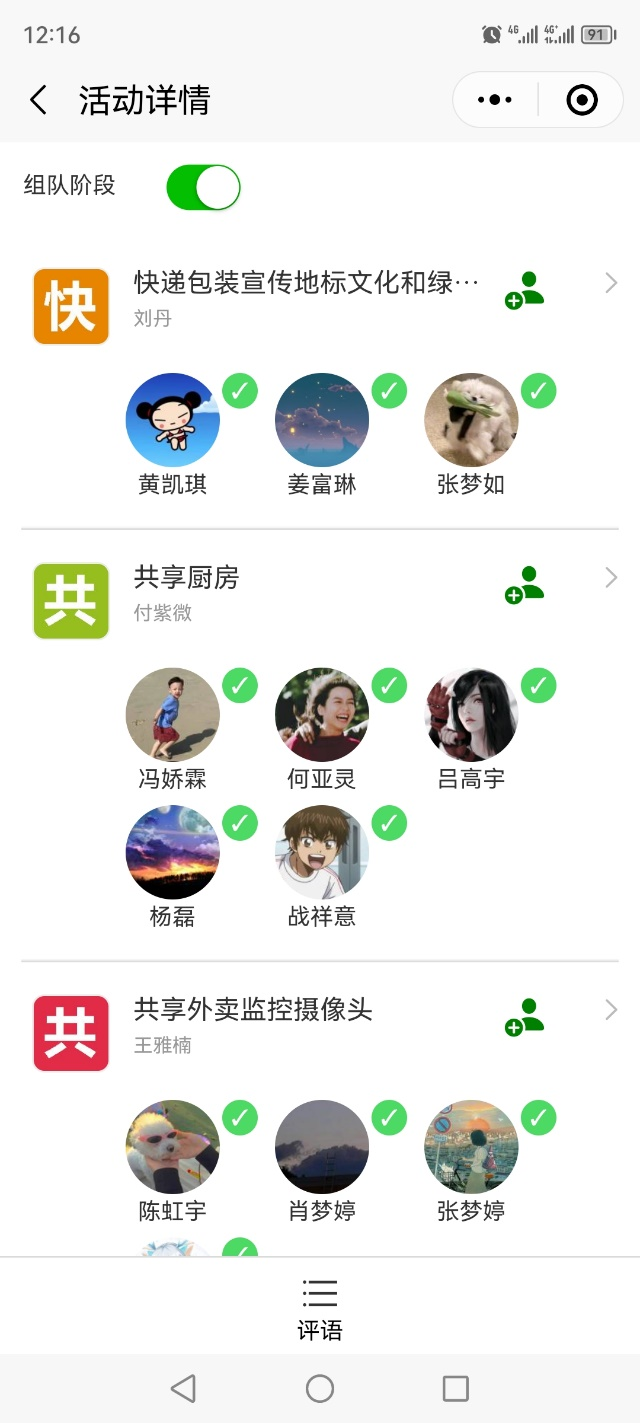 12:16
4G 4G+ 91
活动详情
组队阶段
快
快递包装宣传地标文化和绿…
刘丹
黄凯琪 姜富琳 张梦如
共
共享厨房
付紫微
冯娇霖 何亚灵 吕高宇
杨磊 战祥意
共
共享外卖监控摄像头
王雅楠
陈虹宇 肖梦婷 张梦婷
评语